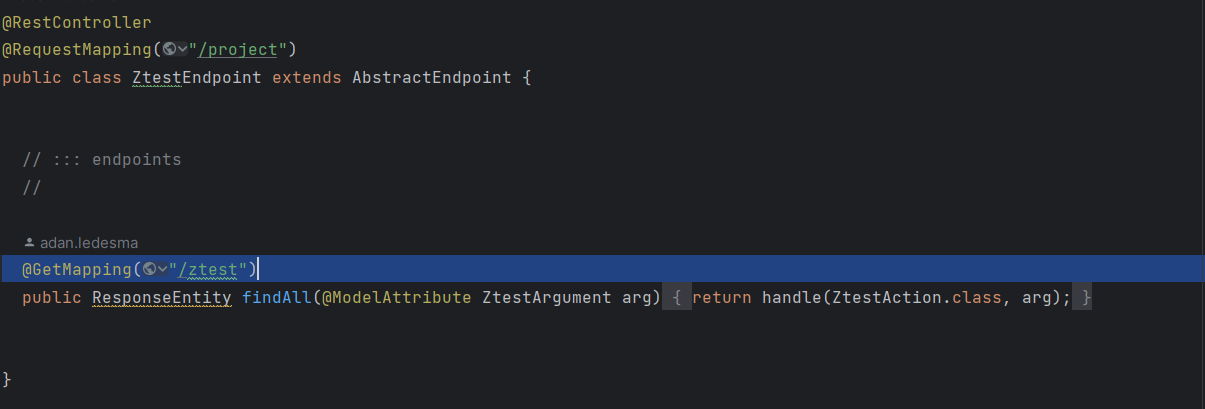 @RestController
@RequestMapping("/project")
public class ZtestEndpoint extends AbstractEndpoint {
// ::: endpoints
//
adan.ledesma
@GetMapping("/ztest")
public ResponseEntity findAll(@ModelAttribute ZtestArgument arg) { return handle(ZtestAction.class, arg); }
}